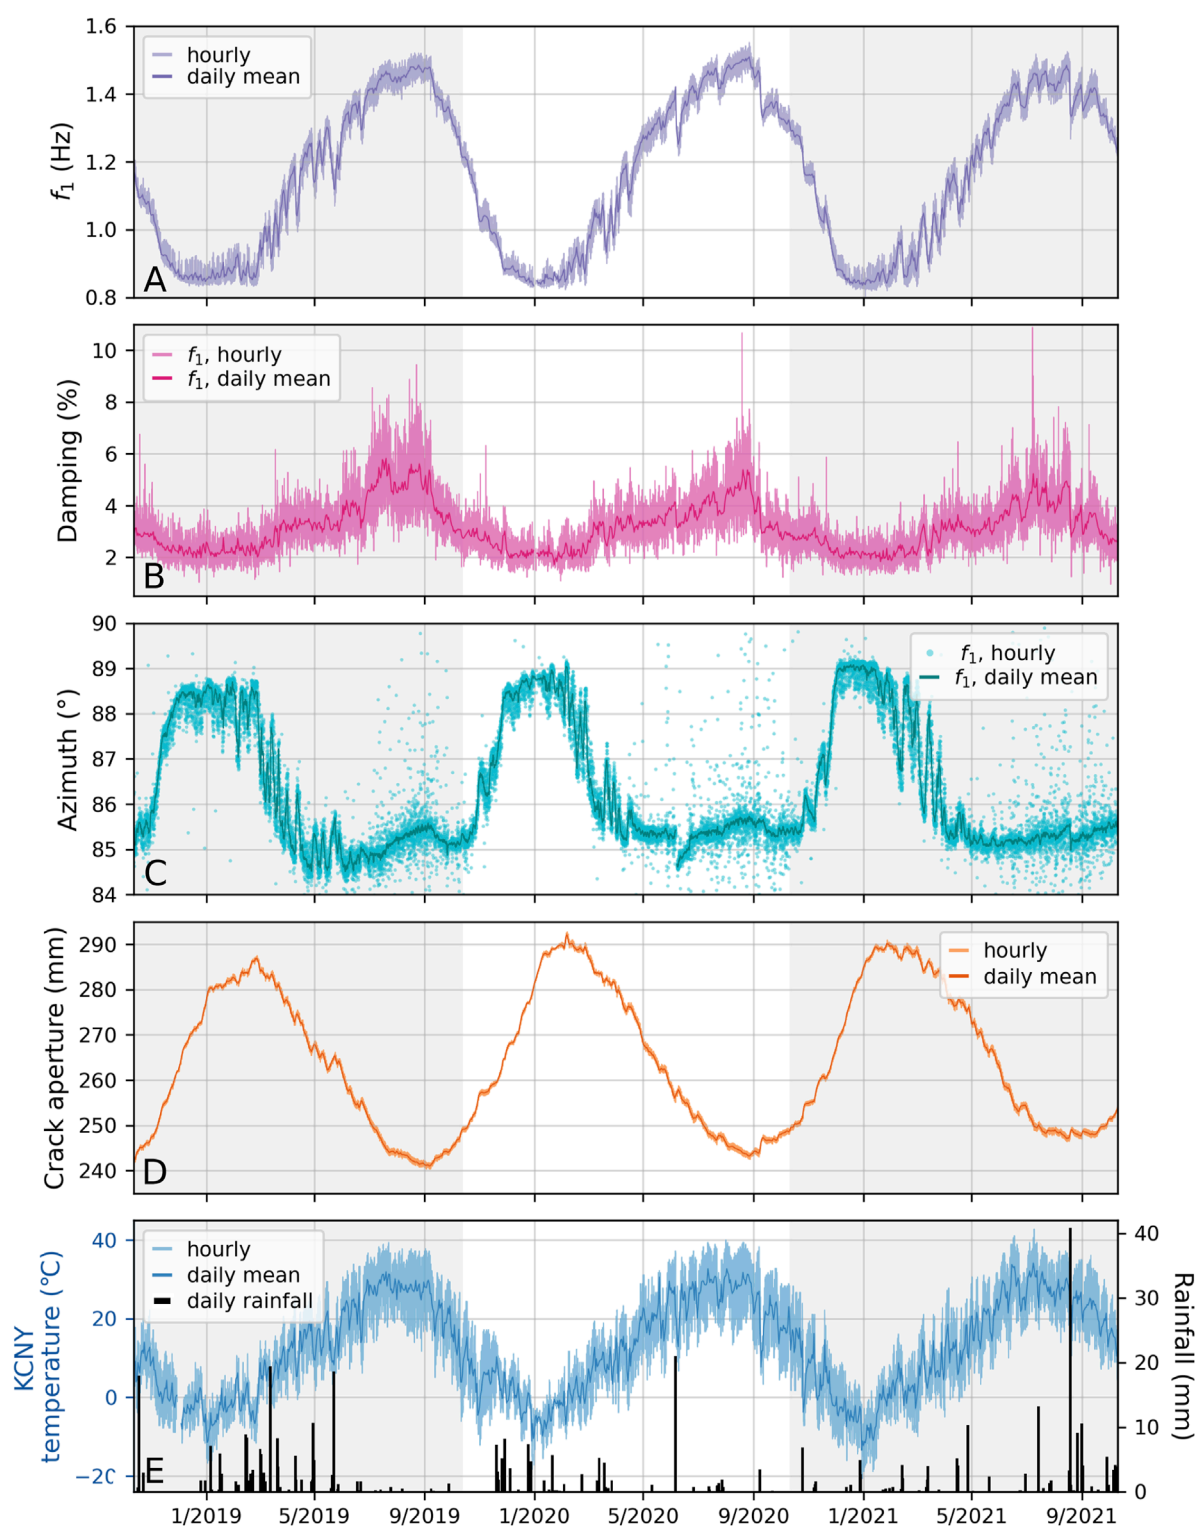 1.6
1.4
1.2
1.0
0.8
f1 (Hz)
hourly
daily mean
A
10
8
6
4
2
Damping (%)
f1, hourly
f1, daily mean
B
90
89
88
87
86
85
84
Azimuth (°)
f1, hourly
f1, daily mean
C
290
280
270
260
250
240
Crack aperture (mm)
hourly
daily mean
D
40
20
0
−20
KCNY
temperature (°C)
hourly
daily mean
daily rainfall
E
40
30
20
10
0
Rainfall (mm)
1/2019
5/2019
9/2019
1/2020
5/2020
9/2020
1/2021
5/2021
9/2021